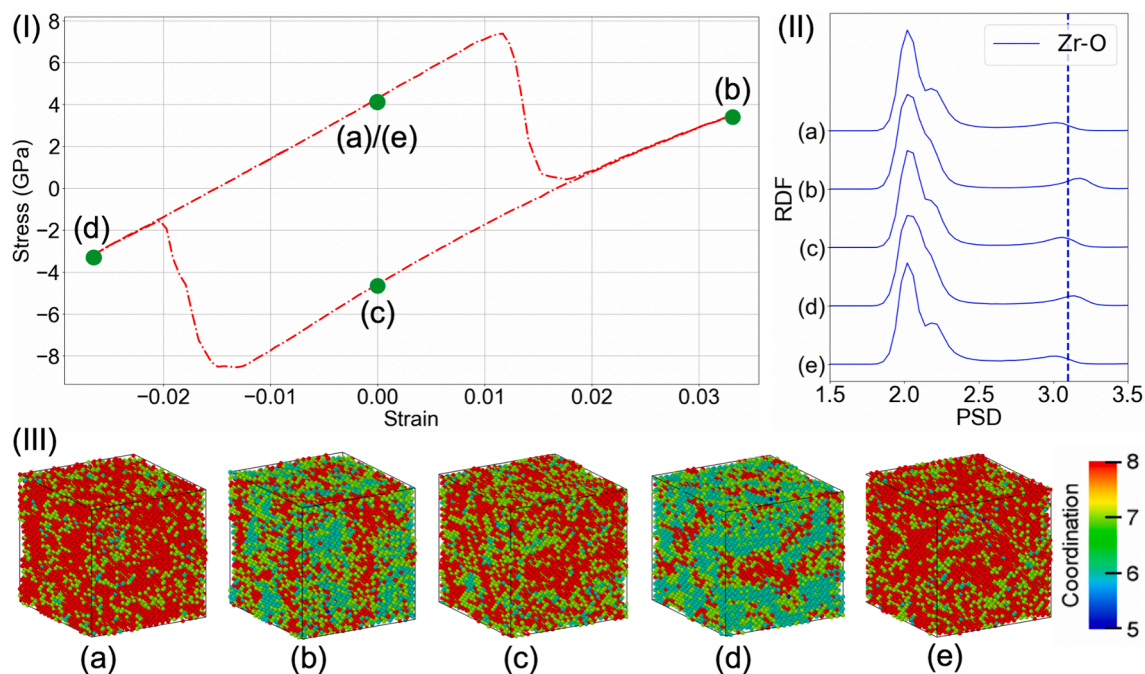 (I)
Stress (GPa)
8
6
4
2
0
−2
−4
−6
−8
(a)/(e)
(b)
(c)
(d)
−0.02
−0.01
0.00
0.01
0.02
0.03
Strain
(II)
Zr-O
RDF
(a)
(b)
(c)
(d)
(e)
1.5
2.0
2.5
3.0
3.5
PSD
(III)
(a)
(b)
(c)
(d)
(e)
Coordination
8
7
6
5